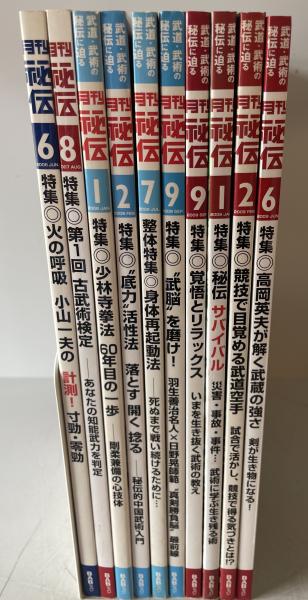 月刊
秘伝
6
2006 JUN.
特集◎火の呼吸 小山一夫の 計測!寸勁・零勁
月刊
秘伝
8
2007 AUG.
特集◎第1回 古武術検定 ——あなたの知能武力を判定
武道・武術の
秘伝に迫る
月刊
秘伝
1
特集◎少林寺拳法 60年目の一歩 ——剛柔兼備の心技体
武道・武術の
秘伝に迫る
月刊
秘伝
2
特集◎“底力”活性法 落とす 開く 捻る ——秘伝的中国武術入門
武道・武術の
秘伝に迫る
月刊
秘伝
7
整体特集◎身体再起動法 ——死ぬまで戦い続けるために…
武道・武術の
秘伝に迫る
月刊
秘伝
9
特集◎“武脳”を磨け! 羽生善治名人×日野晃師範 “真剣勝負脳”最前線
武道・武術の
秘伝に迫る
月刊
秘伝
9
特集◎覚悟とリラックス いまを生き抜く武術の教え
武道・武術の
秘伝に迫る
月刊
秘伝
1
特集◎秘伝 サバイバル 災害・事故・事件…武術に学ぶ生き残る術
武道・武術の
秘伝に迫る
月刊
秘伝
2
特集◎競技で目覚める武道空手 試合で活かし、競技で得る気づきとは!?
武道・武術の
秘伝に迫る
月刊
秘伝
6
特集◎高岡英夫が解く武蔵の強さ 剣が生き物になる!